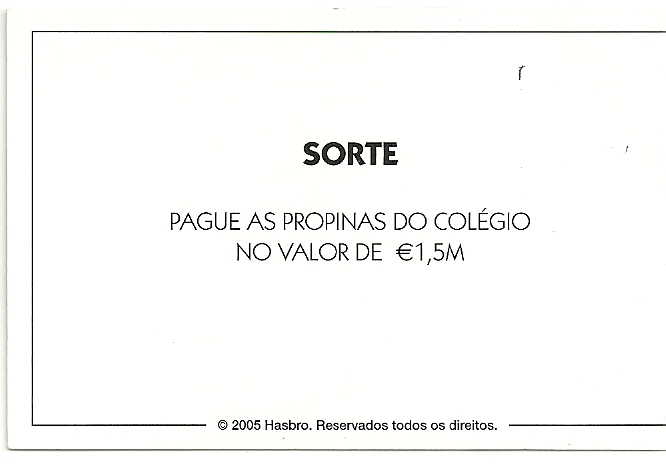 SORTE
PAGUE AS PROPINAS DO COLÉGIO
NO VALOR DE €1,5M
© 2005 Hasbro. Reservados todos os direitos.